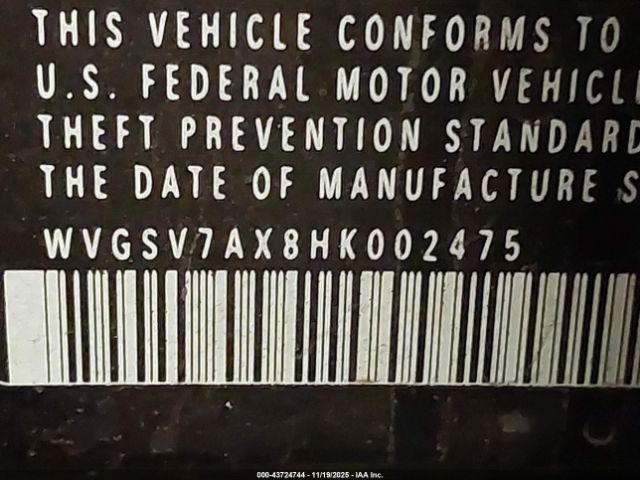 THIS VEHICLE CONFORMS TO
U.S. FEDERAL MOTOR VEHICL
THEFT PREVENTION STANDARD
THE DATE OF MANUFACTURE S
WVGSV7AX8HK002475
000-43724744 - 11/19/2025 - IAA Inc.